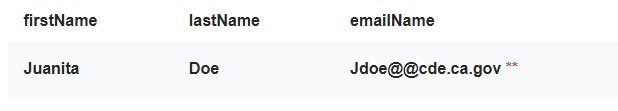 firstName lastName emailName
Juanita Doe Jdoe@@cde.ca.gov **